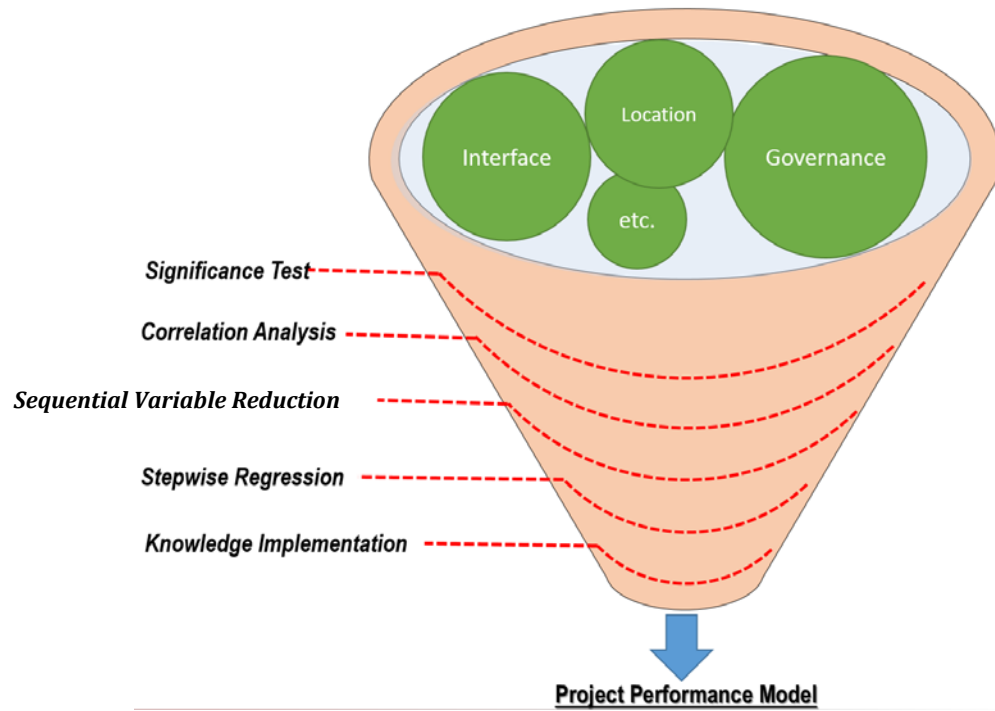 Location
Interface
Governance
etc.
Significance Test
Correlation Analysis
Sequential Variable Reduction
Stepwise Regression
Knowledge Implementation
Project Performance Model